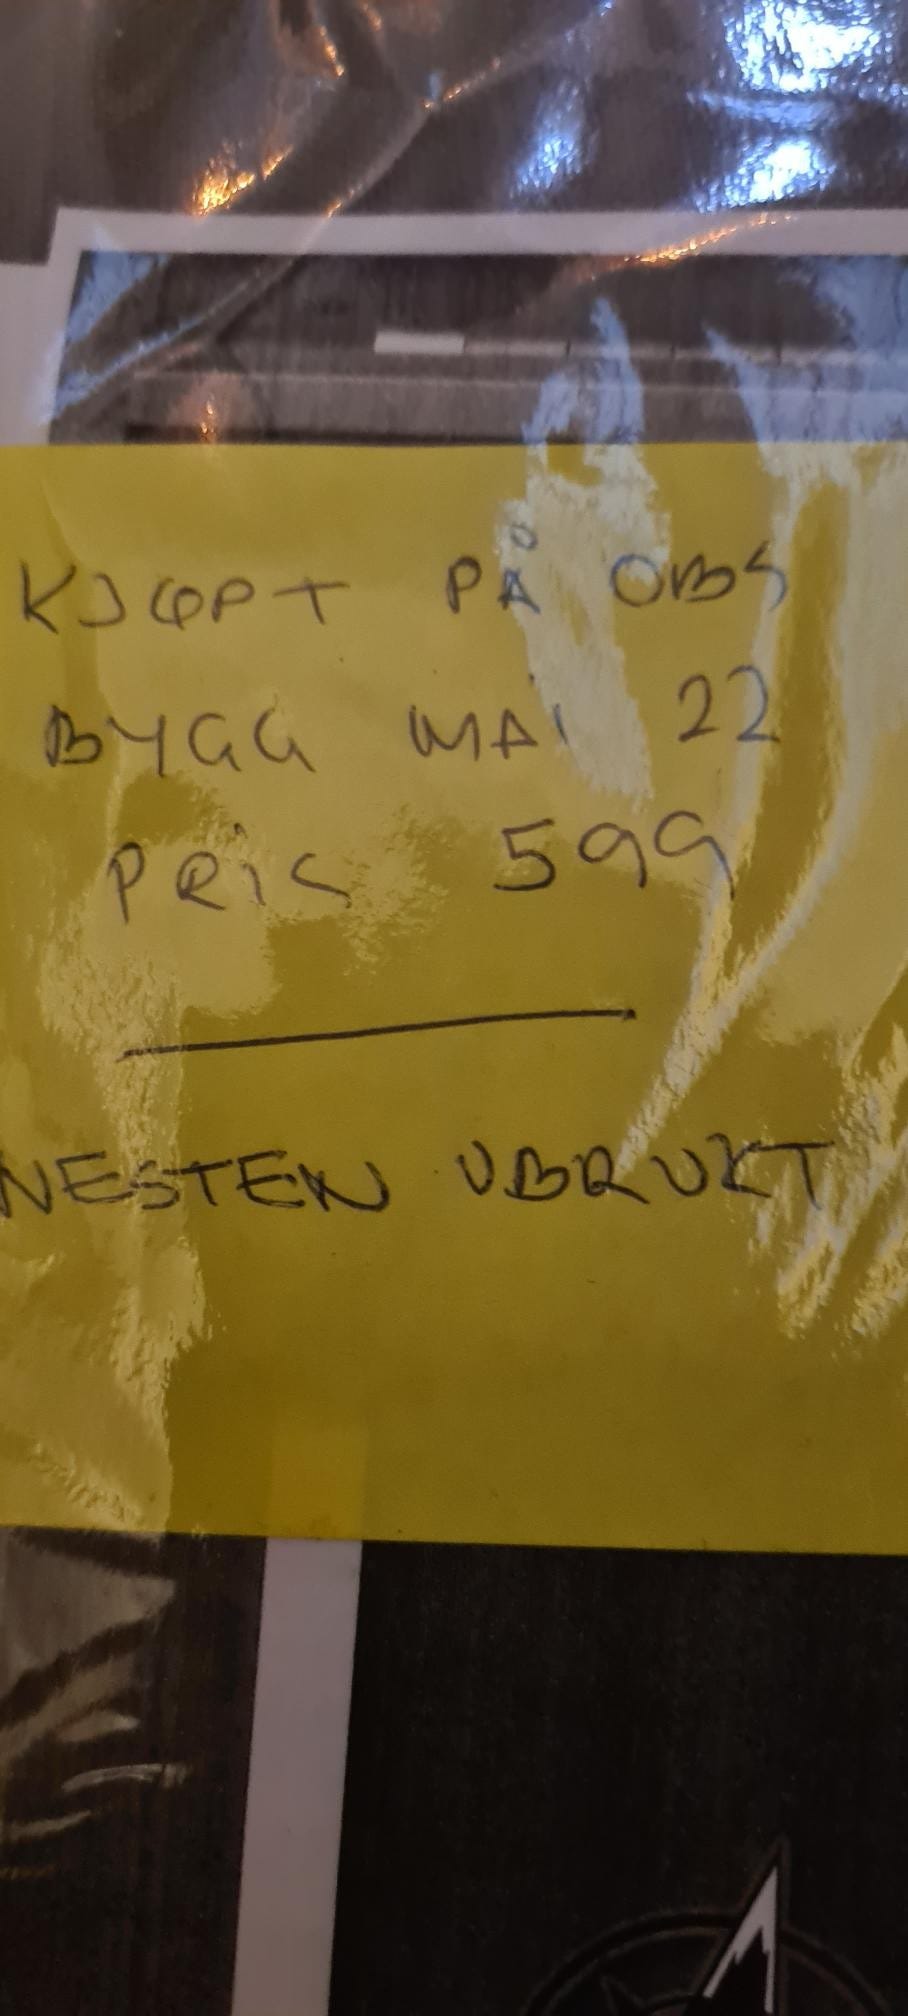 KJØPT PÅ OBS
BYGG MAI 22
PRIS 599
NESTEN UBRUKT